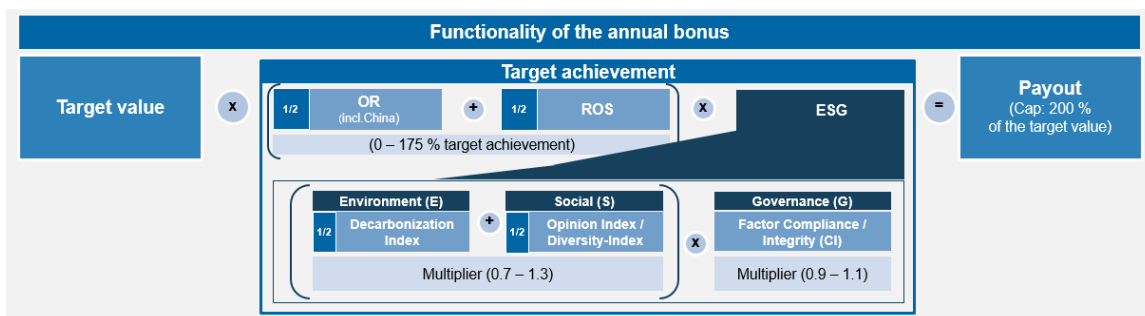 Functionality of the annual bonus
Target value
x
Target achievement
1/2
OR
(incl.China)
+
1/2
ROS
(0 – 175 % target achievement)
x
ESG
=
Payout
(Cap: 200 %
of the target value)
Environment (E)
1/2
Decarbonization
Index
+
Social (S)
1/2
Opinion Index /
Diversity-Index
Multiplier (0.7 – 1.3)
x
Governance (G)
Factor Compliance /
Integrity (CI)
Multiplier (0.9 – 1.1)